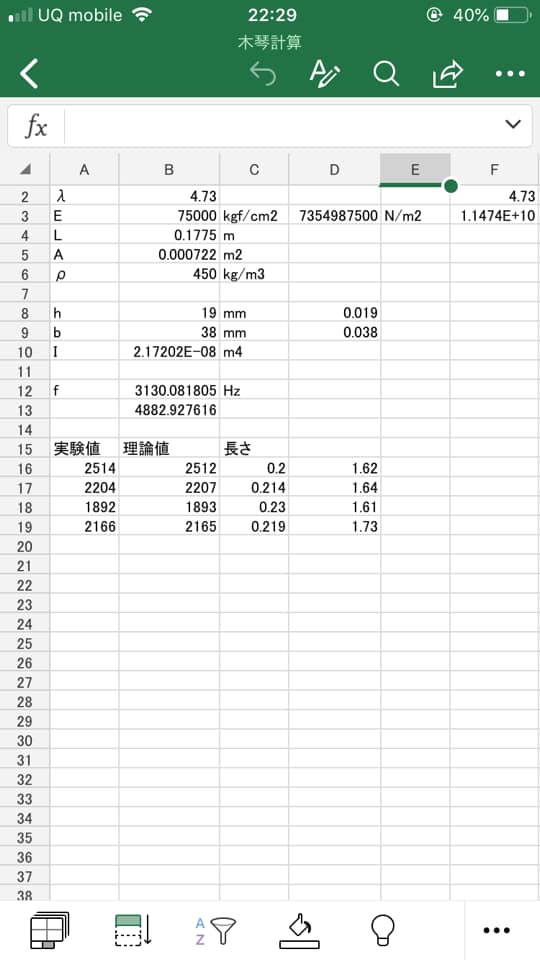 UQ mobile 22:29 40%
木琴計算
fx
A B C D E F
2 λ 4.73 4.73
3 E 75000 kgf/cm2 7354987500 N/m2 1.1474E+10
4 L 0.1775 m
5 A 0.000722 m2
6 ρ 450 kg/m3
7
8 h 19 mm 0.019
9 b 38 mm 0.038
10 I 2.17202E-08 m4
11
12 f 3130.081805 Hz
13 4882.927616
14
15 実験値 理論値 長さ
16 2514 2512 0.2 1.62
17 2204 2207 0.214 1.64
18 1892 1893 0.23 1.61
19 2166 2165 0.219 1.73
20
21
22
23
24
25
26
27
28
29
30
31
32
33
34
35
36
37
38